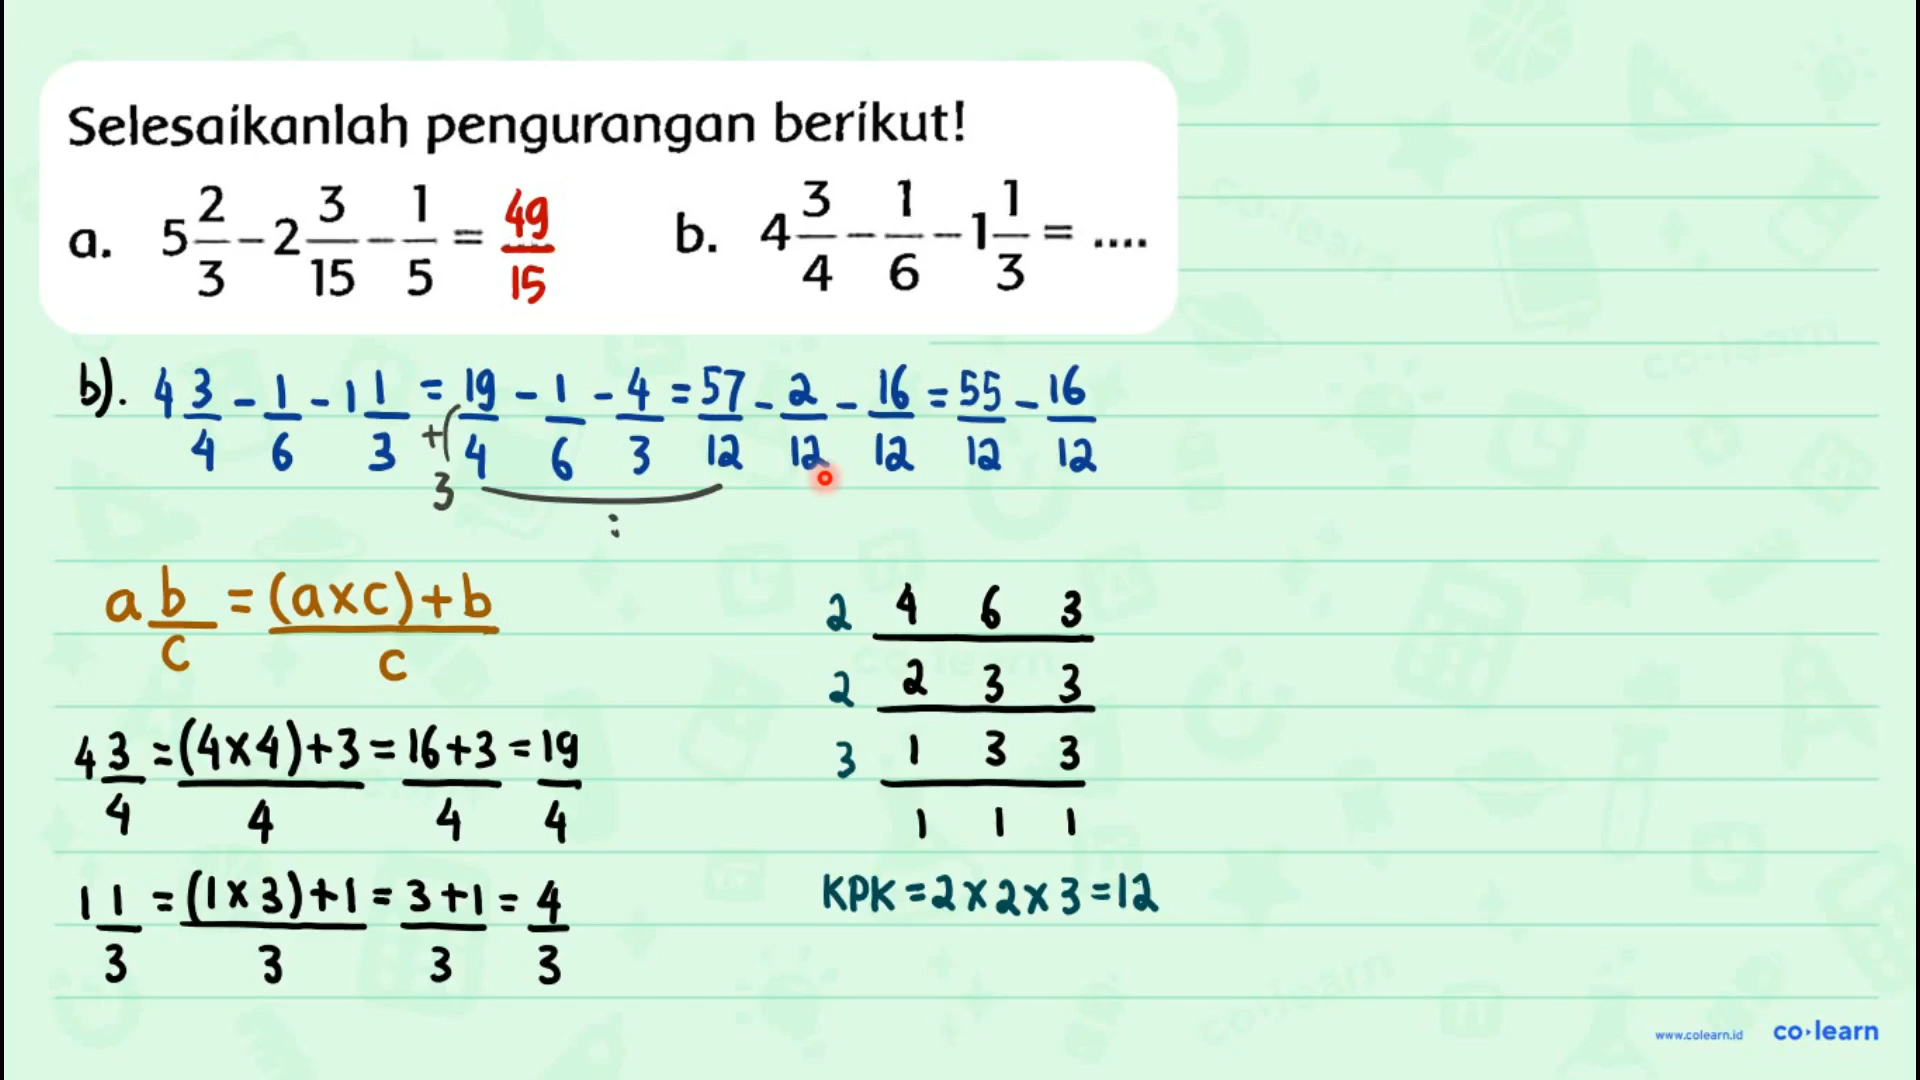 Selesaikanlah pengurangan berikut!
a. 5 2/3 - 2 3/15 - 1/5 = 49/15
b. 4 3/4 - 1/6 - 1 1/3 = ....
b). 4 3/4 - 1/6 - 1 1/3 = 19/4 - 1/6 - 4/3 = 57/12 - 2/12 - 16/12 = 55/12 - 16/12
+
3
:
a b/c = (a×c)+b/c
4 3/4 = (4×4)+3/4 = 16+3/4 = 19/4
1 1/3 = (1×3)+1/3 = 3+1/3 = 4/3
2 4 6 3
2 2 3 3
3 1 3 3
1 1 1
KPK = 2×2×3 = 12
www.colearn.id co·learn